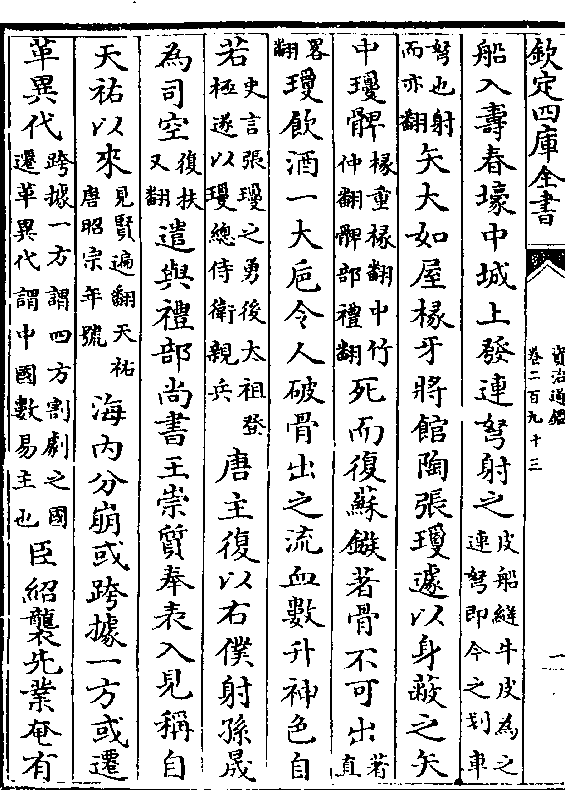 欽定四庫全書
資治通鑑
卷二百九十三
一
船入壽春壕中城上發連弩射之皮船縫牛皮為之連弩即今之刬車
弩也射而亦翻矢大如屋椽牙將館陶張瓊遽以身蔽之矢
中瓊髀椽重椽翻中竹仲翻髀部禮翻死而復蘇鏃著骨不可出著直
畧翻瓊飲酒一大巵令人破骨出之流血數升神色自
若史言張瓊之勇後太祖登極遂以瓊總侍衛親兵唐主復以右僕射孫晟
為司空復扶又翻遣與禮部尚書王崇質奉表入見稱自
天祐以來見賢遍翻天祐唐昭宗年號海内分崩或跨據一方或遷
革異代跨據一方謂四方割劇之國遷革異代謂中國數易主也臣紹襲先業奄有